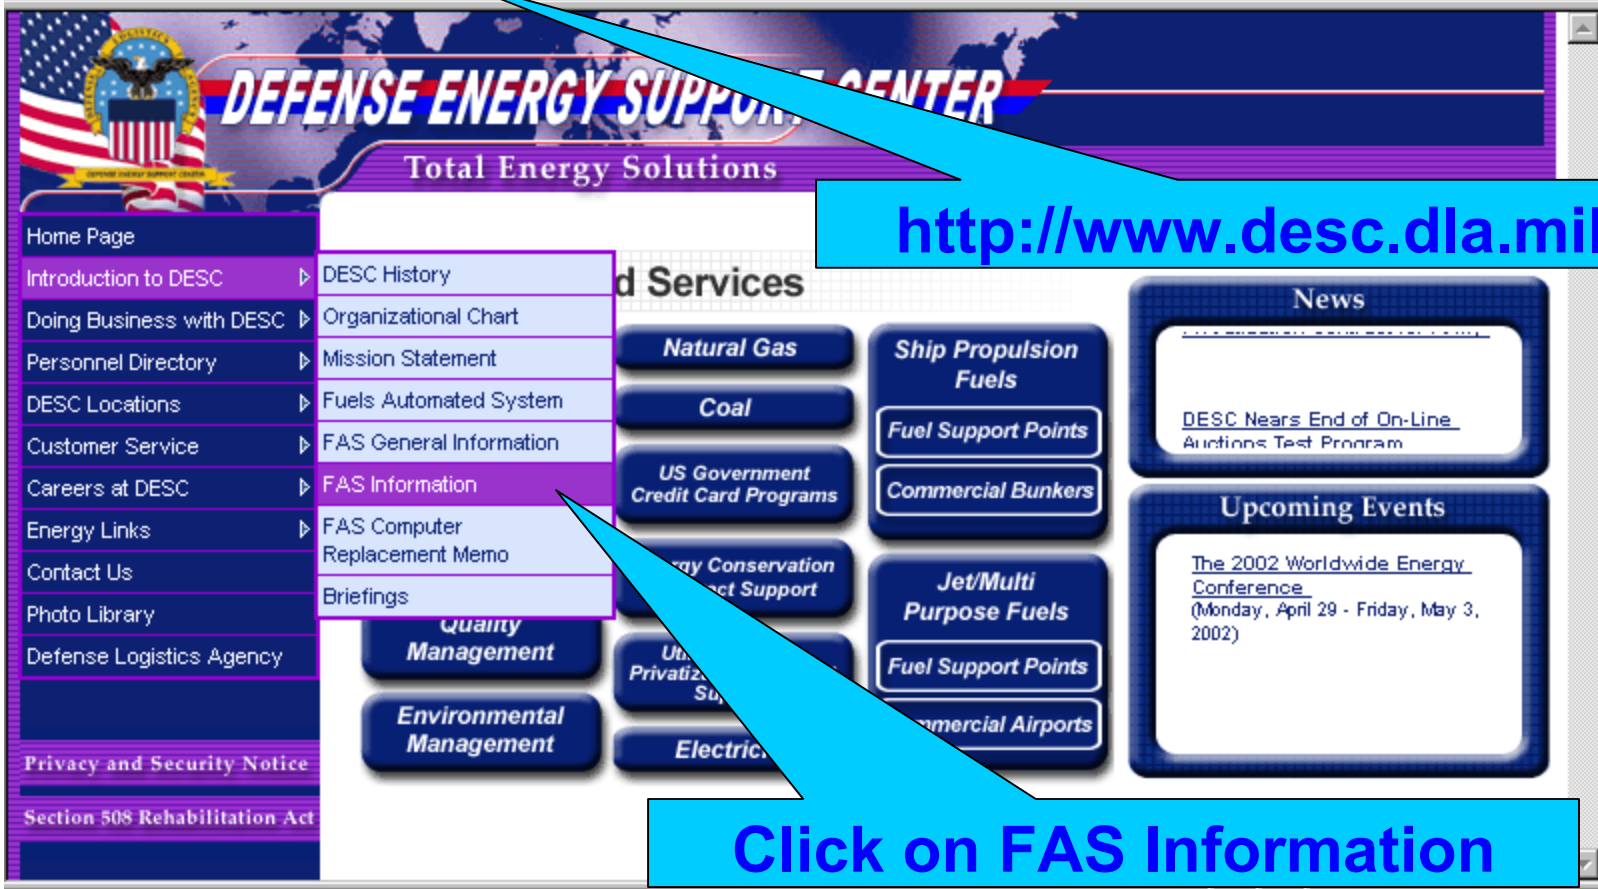 DEFENSE ENERGY SUPPORT CENTER
Total Energy Solutions
http://www.desc.dla.mil
Home Page
Introduction to DESC
Doing Business with DESC
Personnel Directory
DESC Locations
Customer Service
Careers at DESC
Energy Links
Contact Us
Photo Library
Defense Logistics Agency
Privacy and Security Notice
Section 508 Rehabilitation Act
DESC History
Organizational Chart
Mission Statement
Fuels Automated System
FAS General Information
FAS Information
FAS Computer
Replacement Memo
Briefings
d Services
Quality
Management
Environmental
Management
Natural Gas
Coal
US Government
Credit Card Programs
Conservation
Support
Electric
Ship Propulsion
Fuels
Fuel Support Points
Commercial Bunkers
Jet/Multi
Purpose Fuels
Fuel Support Points
Commercial Airports
News
DESC Nears End of On-Line
Auctions Test Program
Upcoming Events
The 2002 Worldwide Energy
Conference
(Monday, April 29 - Friday, May 3,
2002)
Click on FAS Information